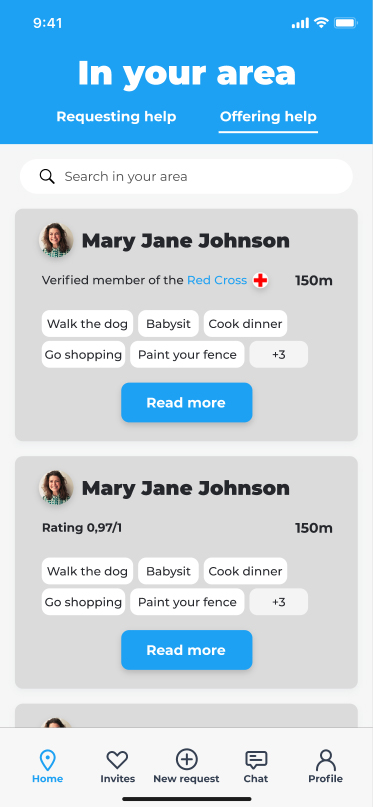 9:41
In your area
Requesting help Offering help
Search in your area
Mary Jane Johnson
Verified member of the Red Cross 150m
Walk the dog Babysit Cook dinner
Go shopping Paint your fence +3
Read more
Mary Jane Johnson
Rating 0,97/1 150m
Walk the dog Babysit Cook dinner
Go shopping Paint your fence +3
Read more
Home Invites New request Chat Profile